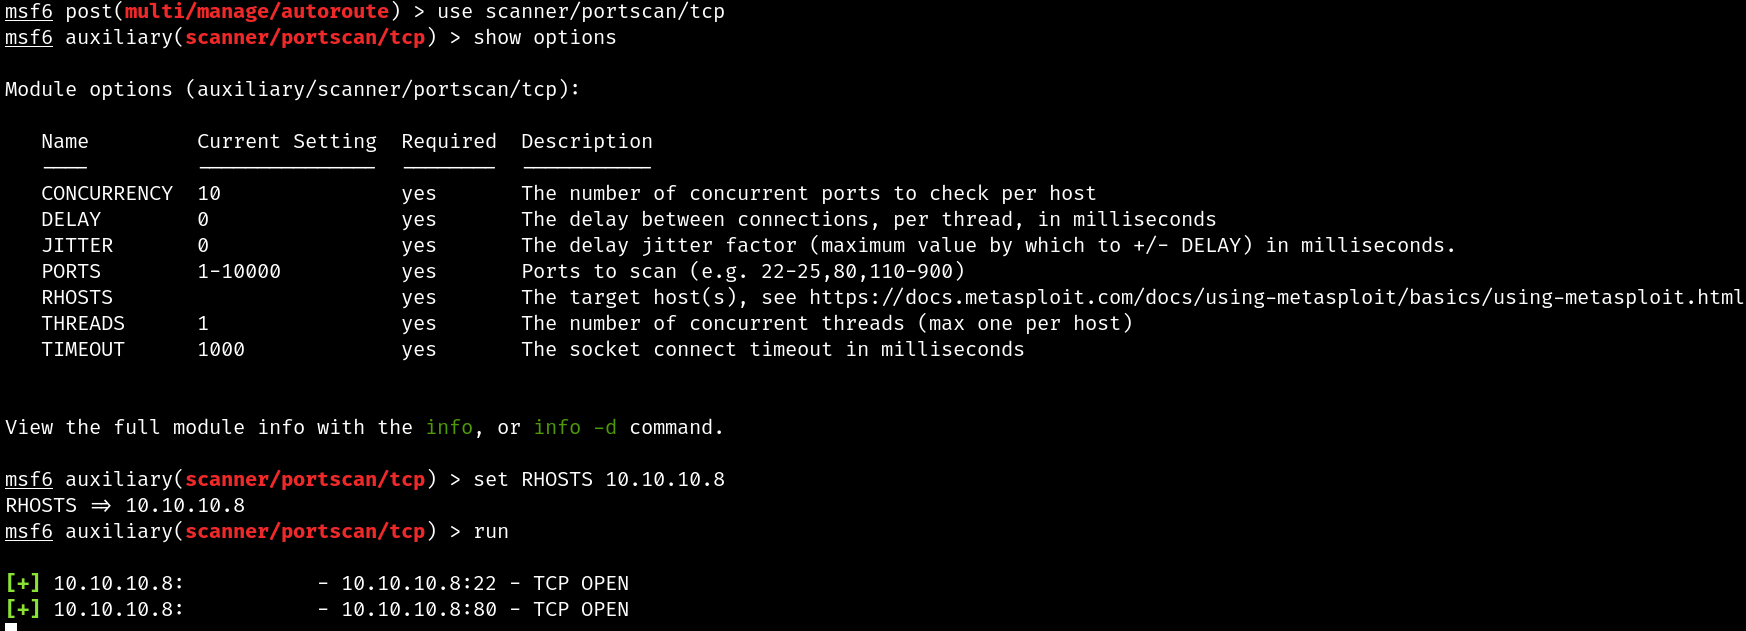 msf6 post(multi/manage/autoroute) > use scanner/portscan/tcp
msf6 auxiliary(scanner/portscan/tcp) > show options
Module options (auxiliary/scanner/portscan/tcp):
Name Current Setting Required Description
---- --------------- -------- -----------
CONCURRENCY 10 yes The number of concurrent ports to check per host
DELAY 0 yes The delay between connections, per thread, in milliseconds
JITTER 0 yes The delay jitter factor (maximum value by which to +/- DELAY) in milliseconds.
PORTS 1-10000 yes Ports to scan (e.g. 22-25,80,110-900)
RHOSTS yes The target host(s), see https://docs.metasploit.com/docs/using-metasploit/basics/using-metasploit.html
THREADS 1 yes The number of concurrent threads (max one per host)
TIMEOUT 1000 yes The socket connect timeout in milliseconds
View the full module info with the info, or info -d command.
msf6 auxiliary(scanner/portscan/tcp) > set RHOSTS 10.10.10.8
RHOSTS => 10.10.10.8
msf6 auxiliary(scanner/portscan/tcp) > run
[+] 10.10.10.8: - 10.10.10.8:22 - TCP OPEN
[+] 10.10.10.8: - 10.10.10.8:80 - TCP OPEN